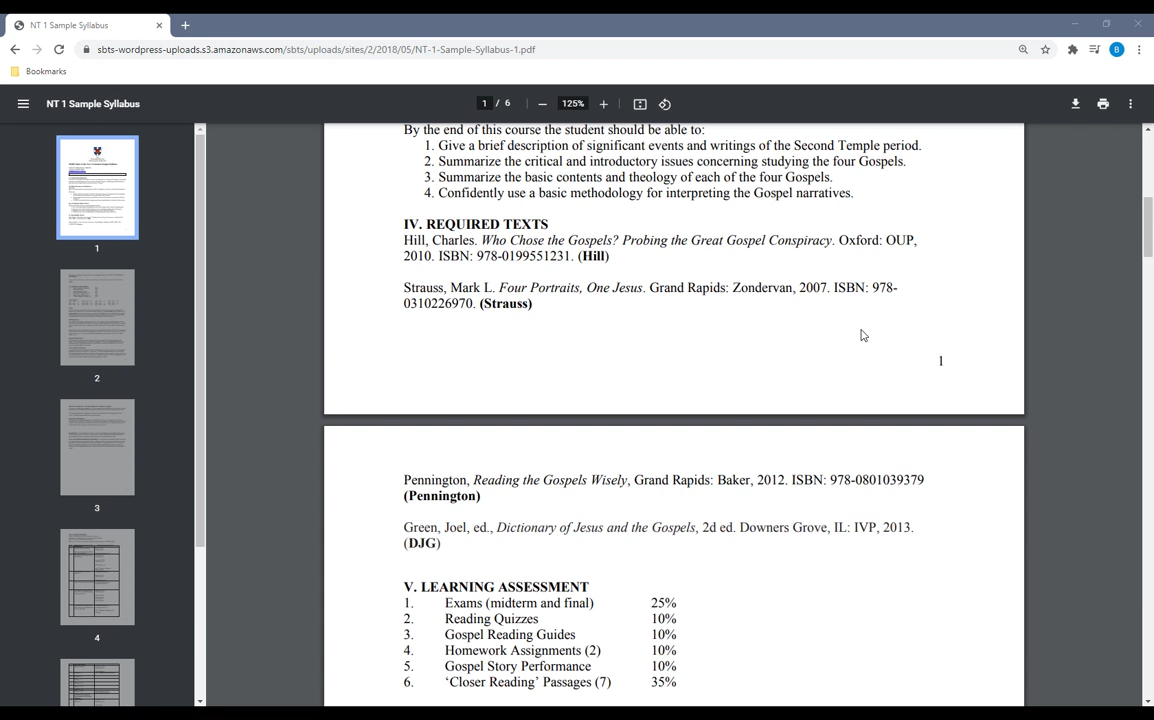 NT 1 Sample Syllabus
sbts-wordpress-uploads.s3.amazonaws.com/sbts/uploads/sites/2/2018/05/NT-1-Sample-Syllabus-1.pdf
B
Bookmarks
NT 1 Sample Syllabus
1 / 6
125%
By the end of this course the student should be able to:
1. Give a brief description of significant events and writings of the Second Temple period.
2. Summarize the critical and introductory issues concerning studying the four Gospels.
3. Summarize the basic contents and theology of each of the four Gospels.
4. Confidently use a basic methodology for interpreting the Gospel narratives.
IV. REQUIRED TEXTS
Hill, Charles. Who Chose the Gospels? Probing the Great Gospel Conspiracy. Oxford: OUP,
2010. ISBN: 978-0199551231. (Hill)
Strauss, Mark L. Four Portraits, One Jesus. Grand Rapids: Zondervan, 2007. ISBN: 978-
0310226970. (Strauss)
1
Pennington, Reading the Gospels Wisely, Grand Rapids: Baker, 2012. ISBN: 978-0801039379
(Pennington)
Green, Joel, ed., Dictionary of Jesus and the Gospels, 2d ed. Downers Grove, IL: IVP, 2013.
(DJG)
V. LEARNING ASSESSMENT
1. Exams (midterm and final) 25%
2. Reading Quizzes 10%
3. Gospel Reading Guides 10%
4. Homework Assignments (2) 10%
5. Gospel Story Performance 10%
6. ‘Closer Reading’ Passages (7) 35%
1
2
3
4